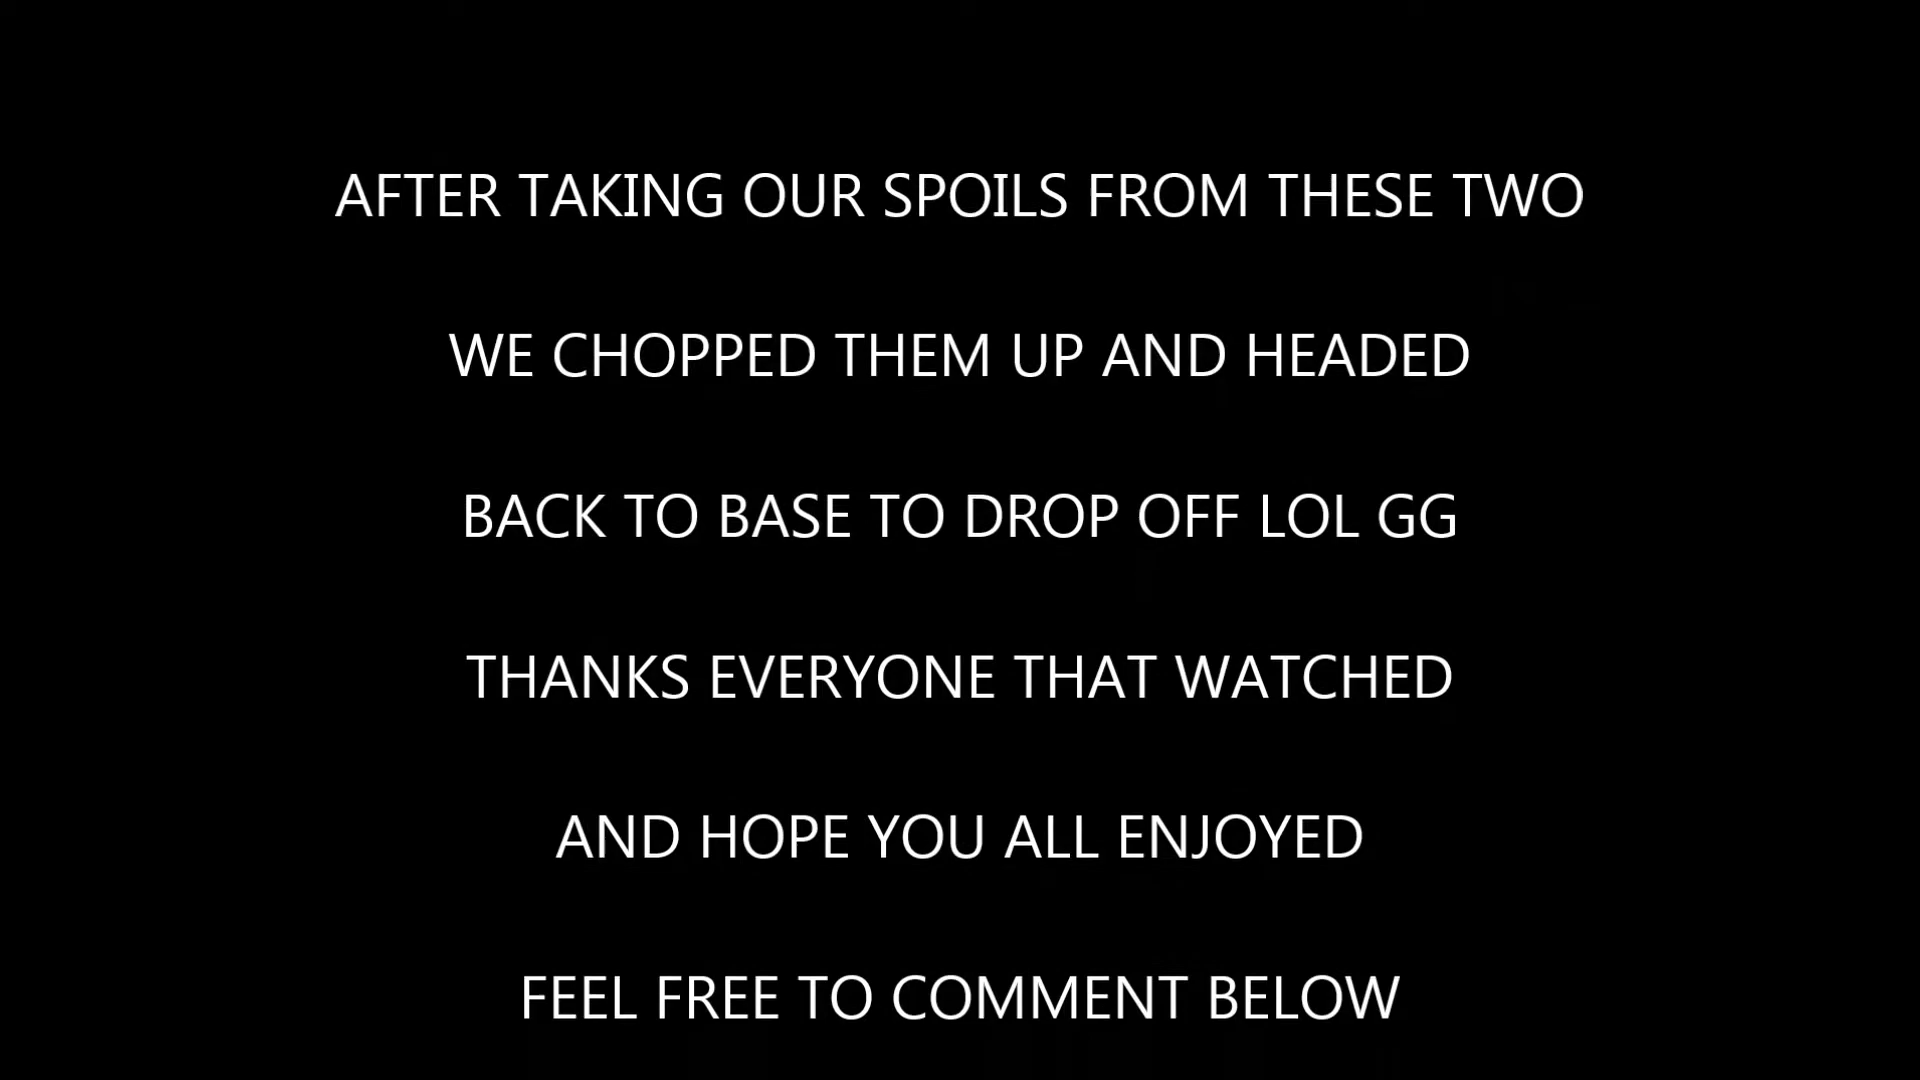 AFTER TAKING OUR SPOILS FROM THESE TWO
WE CHOPPED THEM UP AND HEADED
BACK TO BASE TO DROP OFF LOL GG
THANKS EVERYONE THAT WATCHED
AND HOPE YOU ALL ENJOYED
FEEL FREE TO COMMENT BELOW